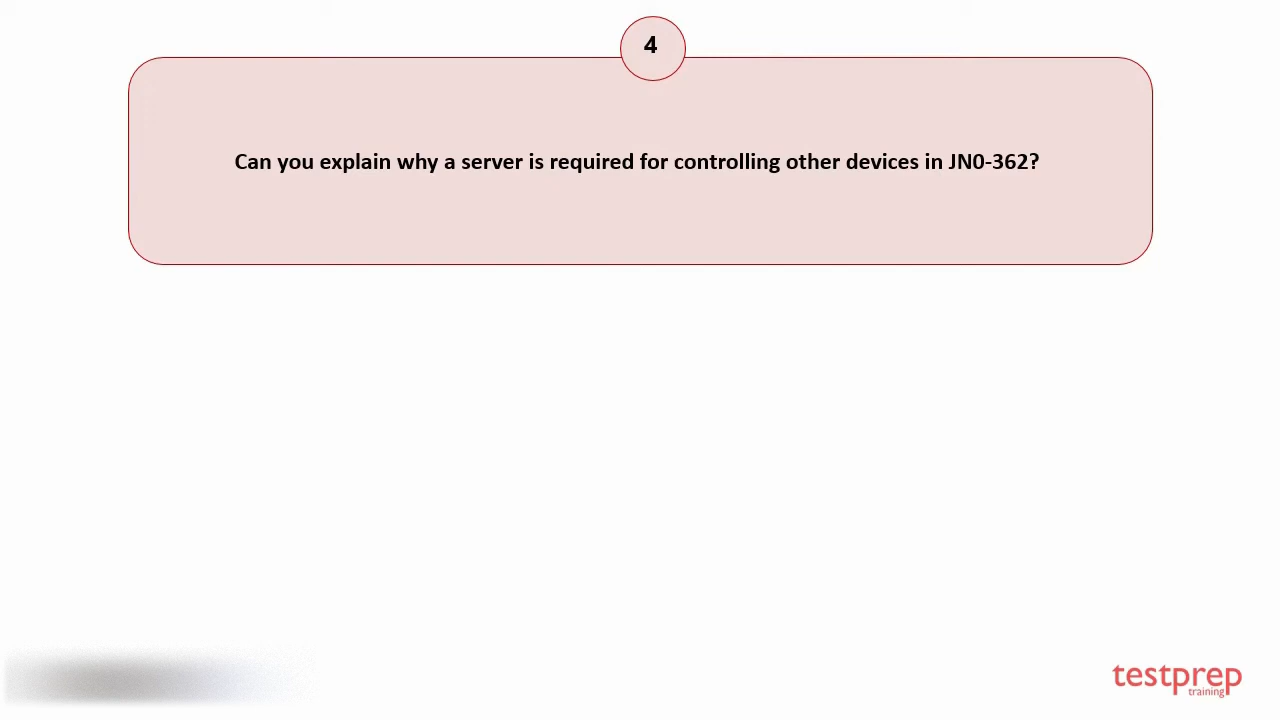 4
Can you explain why a server is required for controlling other devices in JN0-362?
testprep
training